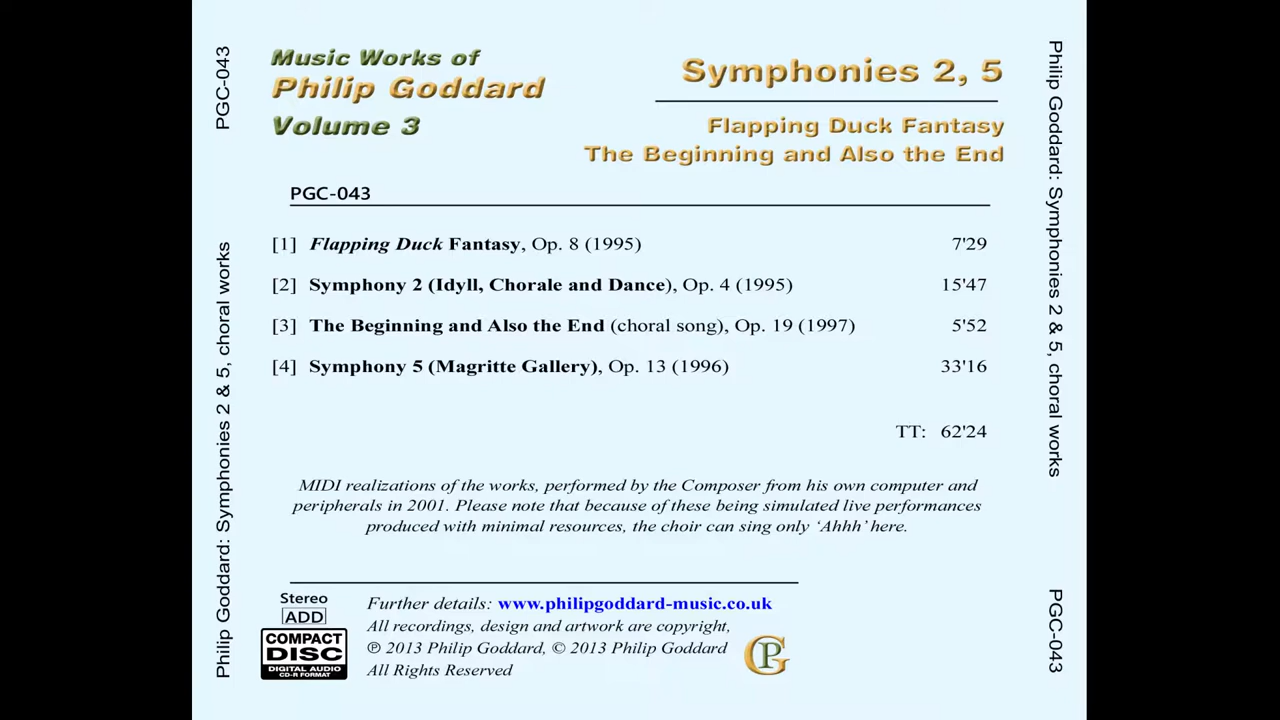 PGC-043
Philip Goddard: Symphonies 2 & 5, choral works
Music Works of
Philip Goddard
Volume 3
Symphonies 2, 5
Flapping Duck Fantasy
The Beginning and Also the End
PGC-043
[1] Flapping Duck Fantasy, Op. 8 (1995) 7'29
[2] Symphony 2 (Idyll, Chorale and Dance), Op. 4 (1995) 15'47
[3] The Beginning and Also the End (choral song), Op. 19 (1997) 5'52
[4] Symphony 5 (Magritte Gallery), Op. 13 (1996) 33'16
TT: 62'24
MIDI realizations of the works, performed by the Composer from his own computer and
peripherals in 2001. Please note that because of these being simulated live performances
produced with minimal resources, the choir can sing only ‘Ahhh’ here.
Stereo
ADD
COMPACT
DISC
DIGITAL AUDIO
CD-R FORMAT
Further details: www.philipgoddard-music.co.uk
All recordings, design and artwork are copyright,
℗ 2013 Philip Goddard, © 2013 Philip Goddard
All Rights Reserved
GP
Philip Goddard: Symphonies 2 & 5, choral works
PGC-043